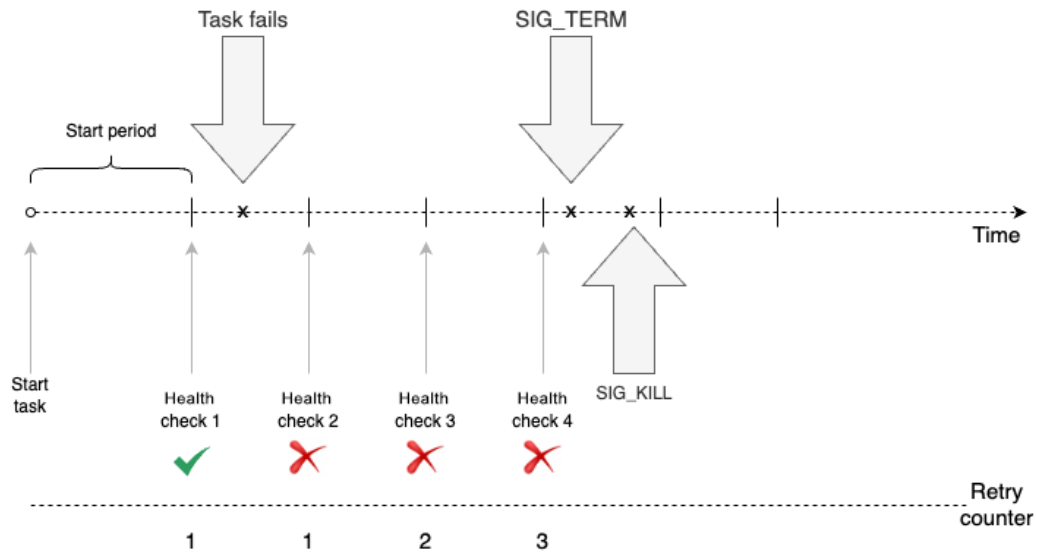 Task fails
SIG_TERM
Start period
x
x
x
Time
Start
task
Health
check 1
Health
check 2
Health
check 3
Health
check 4
SIG_KILL
Retry
counter
1
1
2
3